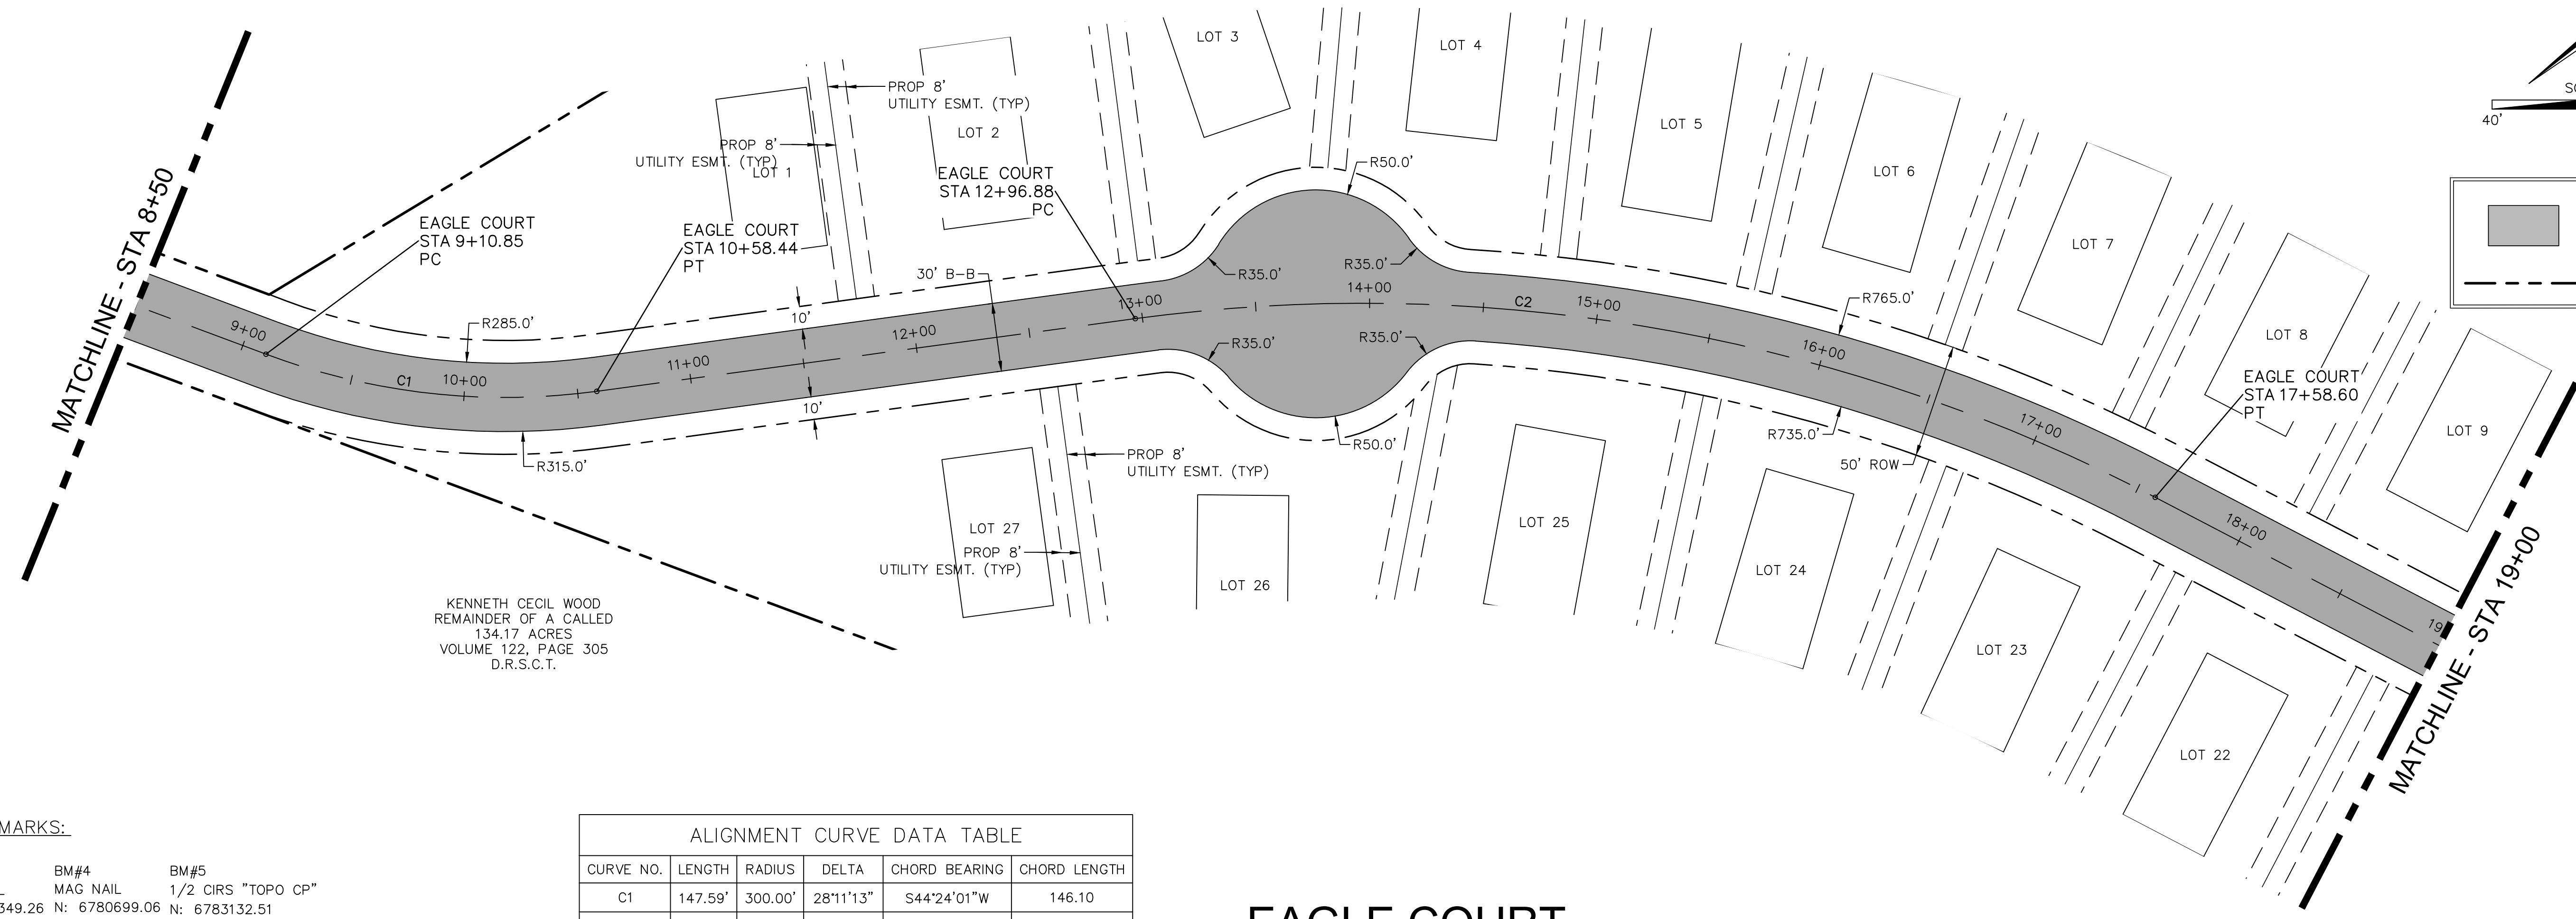 MATCHLINE - STA 8+50
EAGLE COURT
STA 9+10.85
PC
9+00
C1
10+00
R285.0'
R315.0'
EAGLE COURT
STA 10+58.44
PT
11+00
10'
10'
12+00
30' B-B
PROP 8'
UTILITY ESMT. (TYP)
LOT 1
PROP 8'
UTILITY ESMT. (TYP)
LOT 2
EAGLE COURT
STA 12+96.88
PC
13+00
LOT 3
R50.0'
R35.0'
R35.0'
R35.0'
R35.0'
R50.0'
14+00
C2
15+00
LOT 4
LOT 5
LOT 6
LOT 7
LOT 8
LOT 9
R765.0'
R735.0'
16+00
50' ROW
17+00
EAGLE COURT
STA 17+58.60
PT
18+00
19
MATCHLINE - STA 19+00
40'
LOT 27
PROP 8'
UTILITY ESMT. (TYP)
PROP 8'
UTILITY ESMT. (TYP)
LOT 26
LOT 25
LOT 24
LOT 23
LOT 22
KENNETH CECIL WOOD
REMAINDER OF A CALLED
134.17 ACRES
VOLUME 122, PAGE 305
D.R.S.C.T.
MARKS:
BM#4
MAG NAIL
N: 6780699.06
BM#5
1/2 CIRS "TOPO CP"
N: 6783132.51
349.26
ALIGNMENT CURVE DATA TABLE
CURVE NO. LENGTH RADIUS DELTA CHORD BEARING CHORD LENGTH
C1 147.59' 300.00' 28°11'13" S44°24'01"W 146.10
EAGLE COURT